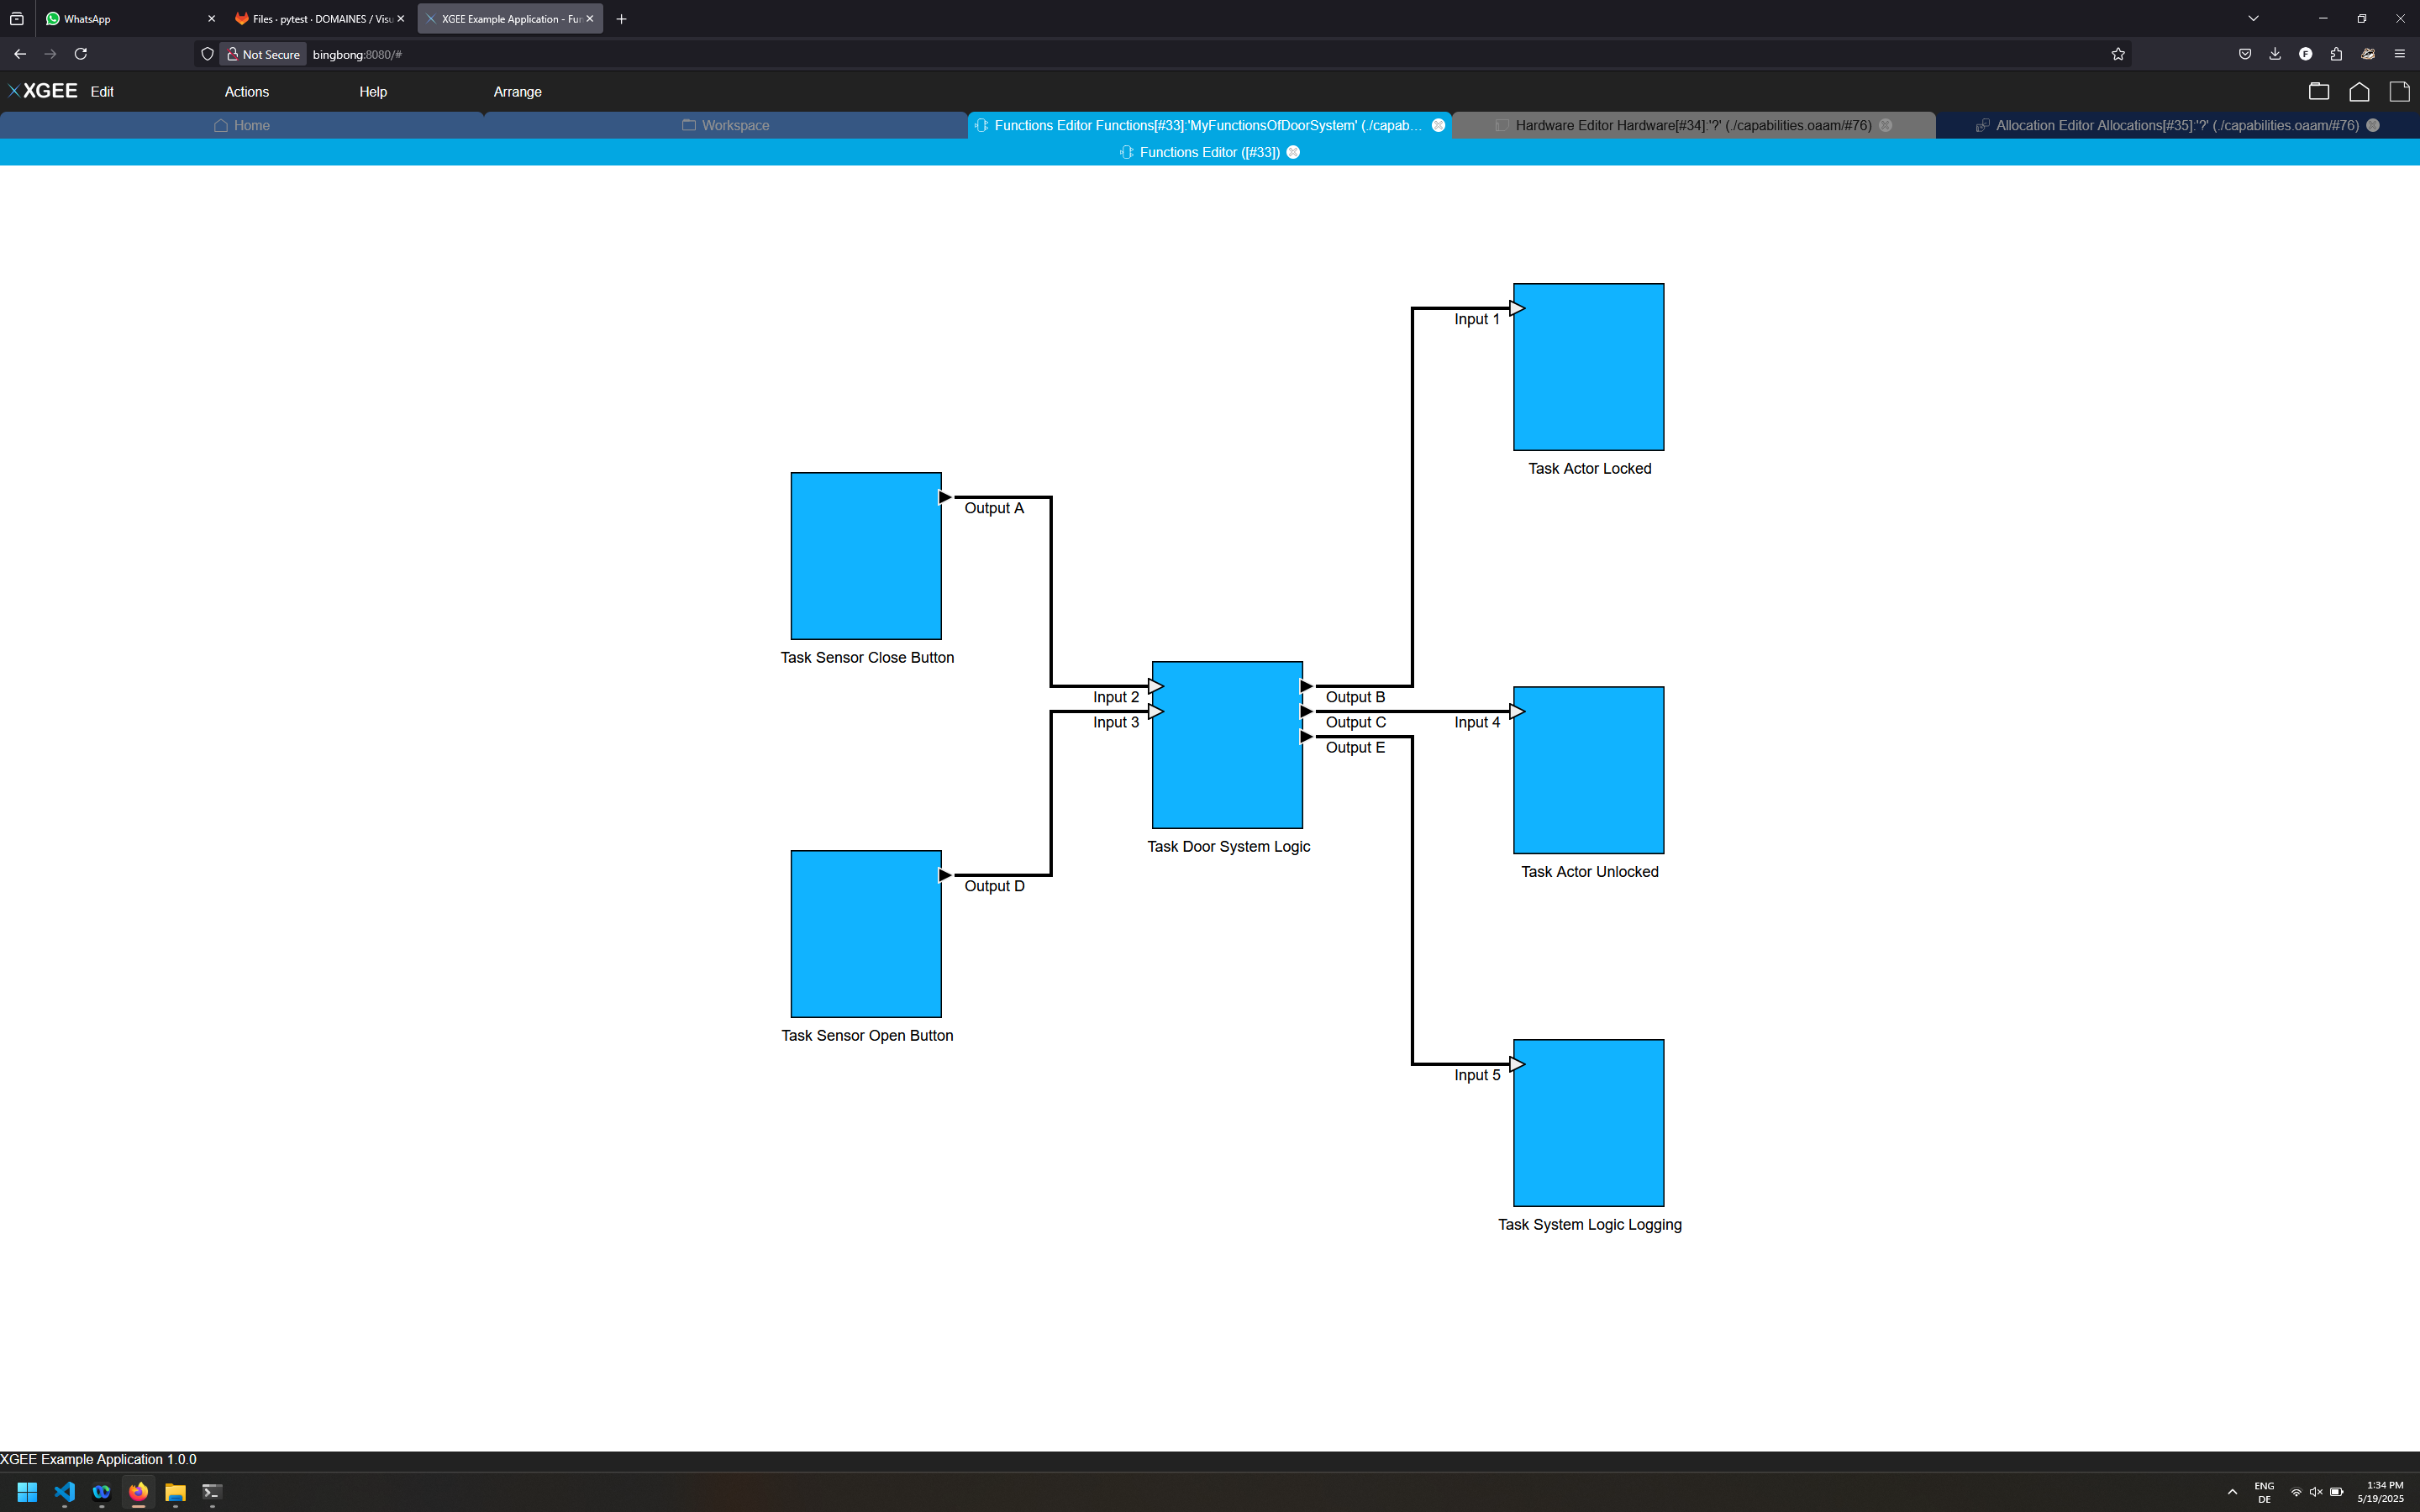 WhatsApp
Files · pytest · DOMAINES / Visu
XGEE Example Application - Fun
Not Secure
bingbong:8080/#
XGEE
Edit
Actions
Help
Arrange
Home
Workspace
Functions Editor Functions[#33]:'MyFunctionsOfDoorSystem' (./capab...
Hardware Editor Hardware[#34]:'?' (./capabilities.oaam/#76)
Allocation Editor Allocations[#35]:'?' (./capabilities.oaam/#76)
Functions Editor ([#33])
Input 1
Task Actor Locked
Output A
Task Sensor Close Button
Input 2
Output B
Input 3
Output C
Input 4
Output E
Task Door System Logic
Task Actor Unlocked
Output D
Task Sensor Open Button
Input 5
Task System Logic Logging
XGEE Example Application 1.0.0
ENG
DE
1:34 PM
5/19/2025
F